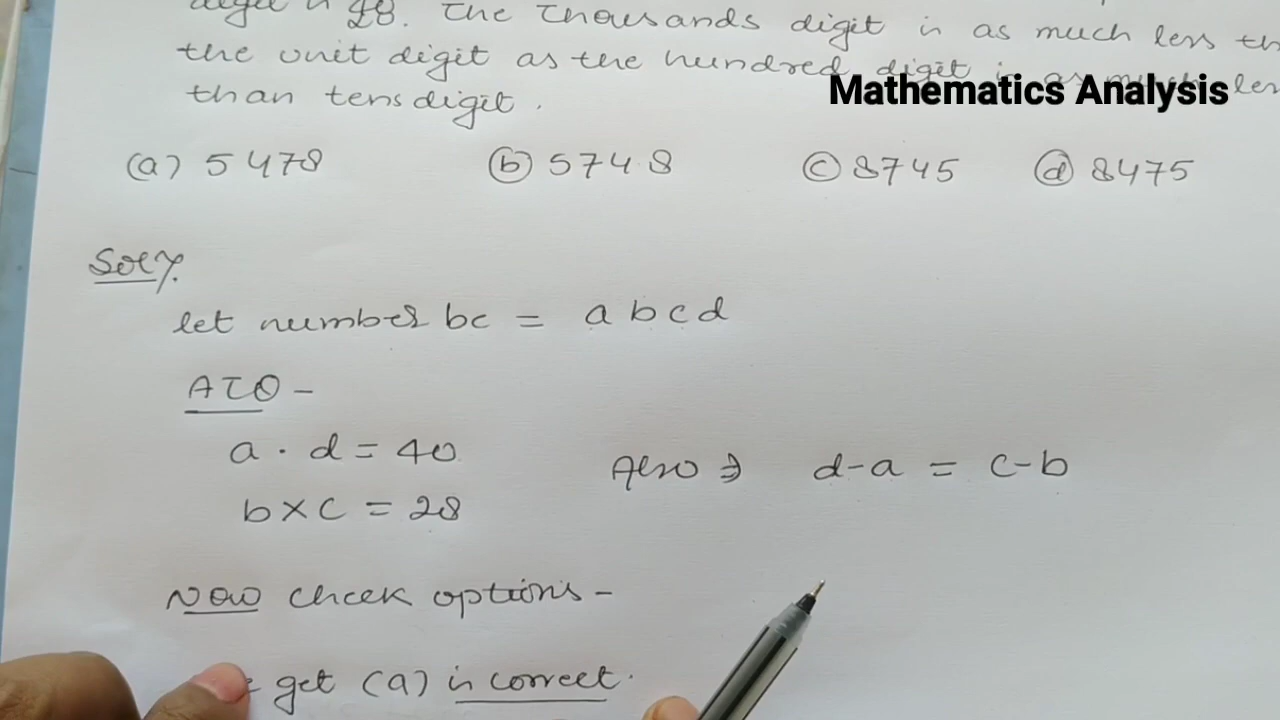 digit is 28. The thousands digit is as much less th
the unit digit as the hundred digit is as much les
than tens digit.
Mathematics Analysis
(a) 5478 (b) 5748 (c) 8745 (d) 8475
Sol^n.
let number be = a b c d
ATQ -
a . d = 40
b × c = 28
Also ⇒ d-a = c-b
Now check options -
get (a) is correct.